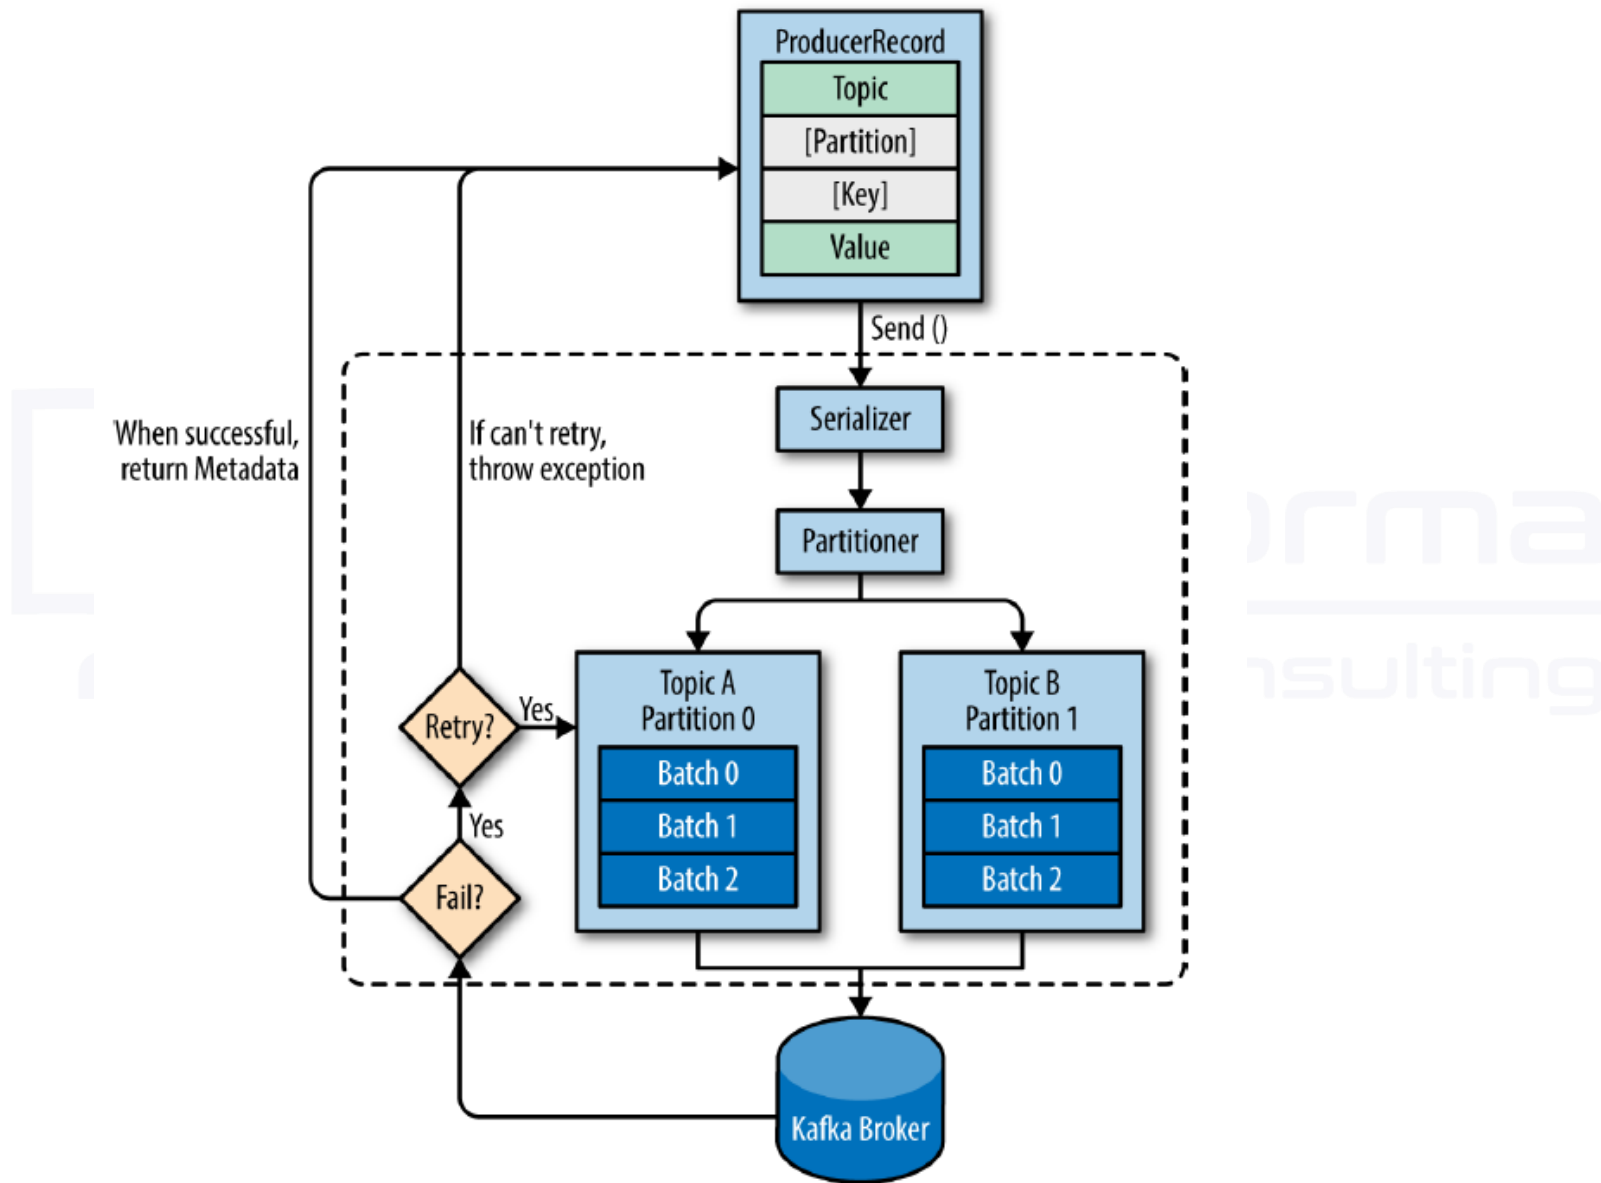 ProducerRecord
Topic
[Partition]
[Key]
Value
Send ()
When successful,
return Metadata
If can't retry,
throw exception
Serializer
Partitioner
Retry?
Yes
Topic A
Partition 0
Batch 0
Batch 1
Batch 2
Topic B
Partition 1
Batch 0
Batch 1
Batch 2
Yes
Fail?
Kafka Broker